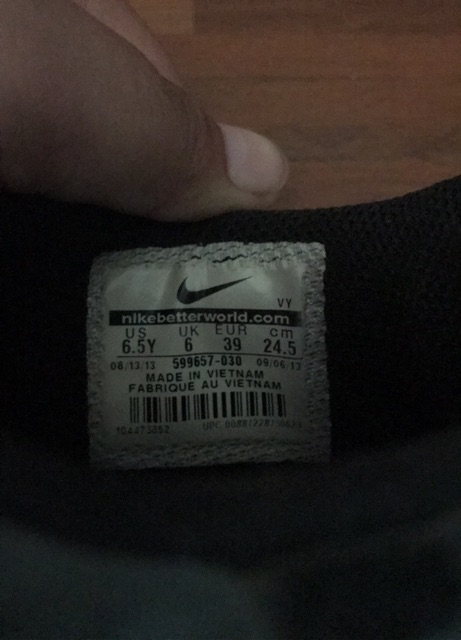 VY
nikebetterworld.com
US UK EUR cm
6.5Y 6 39 24.5
08/13/13 599657-030 09/06/13
MADE IN VIETNAM
FABRIQUE AU VIETNAM
UPC